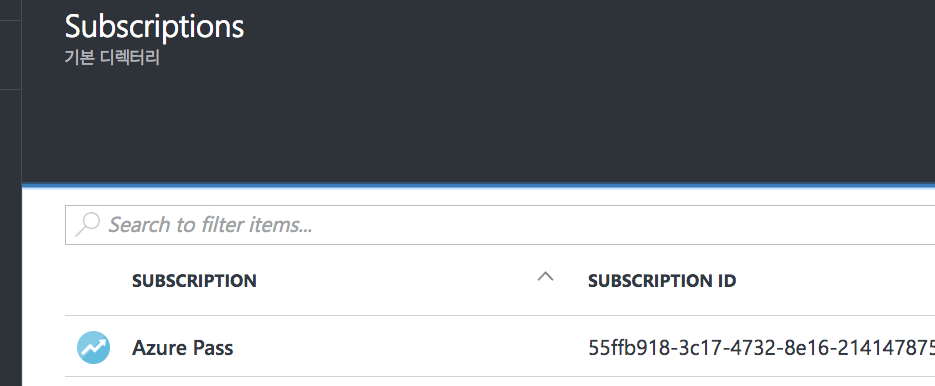 Subscriptions
기본 디렉터리
Search to filter items...
SUBSCRIPTION SUBSCRIPTION ID
Azure Pass 55ffb918-3c17-4732-8e16-214147875